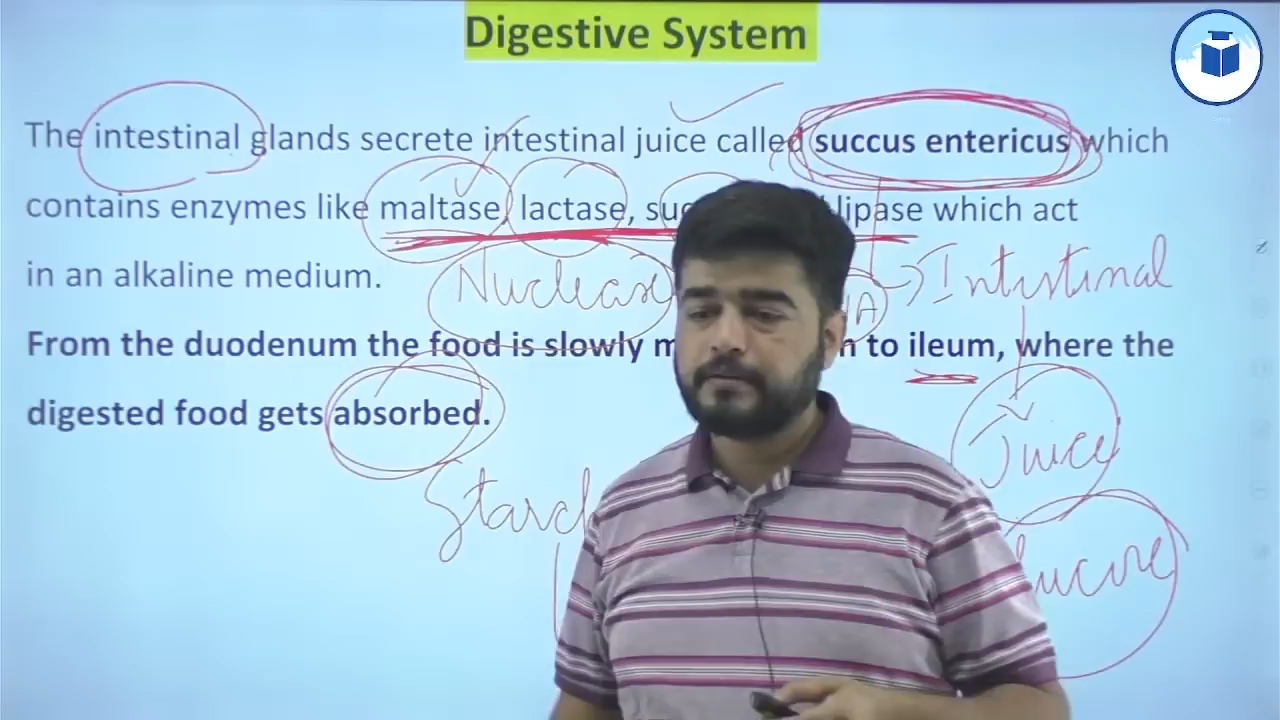 Digestive System
The intestinal glands secrete intestinal juice called succus entericus which
contains enzymes like maltase, lactase, lipase which act
in an alkaline medium.
Nuclease Intestinal
From the duodenum the food is slowly to ileum, where the
digested food gets absorbed.
Juice
Starch